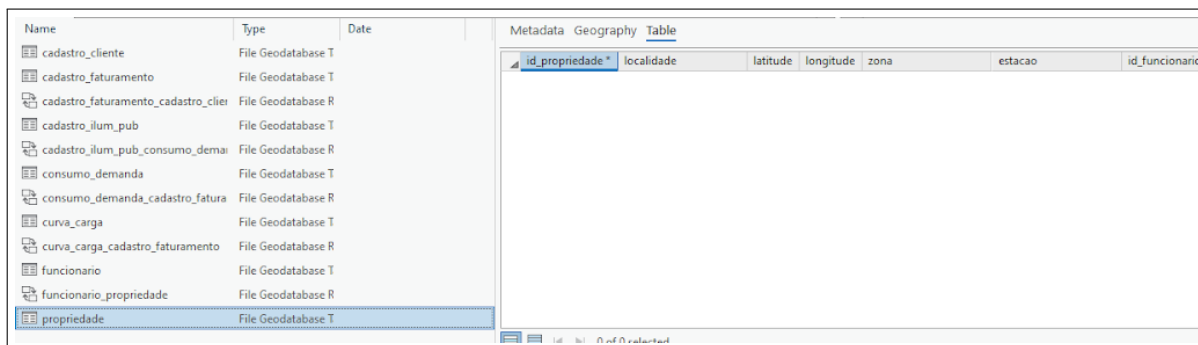 Name Type Date
cadastro_cliente File Geodatabase T
cadastro_faturamento File Geodatabase T
cadastro_faturamento_cadastro_clier File Geodatabase R
cadastro_ilum_pub File Geodatabase T
cadastro_ilum_pub_consumo_demai File Geodatabase R
consumo_demanda File Geodatabase T
consumo_demanda_cadastro_fatura File Geodatabase R
curva_carga File Geodatabase T
curva_carga_cadastro_faturamento File Geodatabase R
funcionario File Geodatabase T
funcionario_propriedade File Geodatabase R
propriedade File Geodatabase T
Metadata Geography Table
id_propriedade * localidade latitude longitude zona estacao id_funcionario
0 of 0 selected